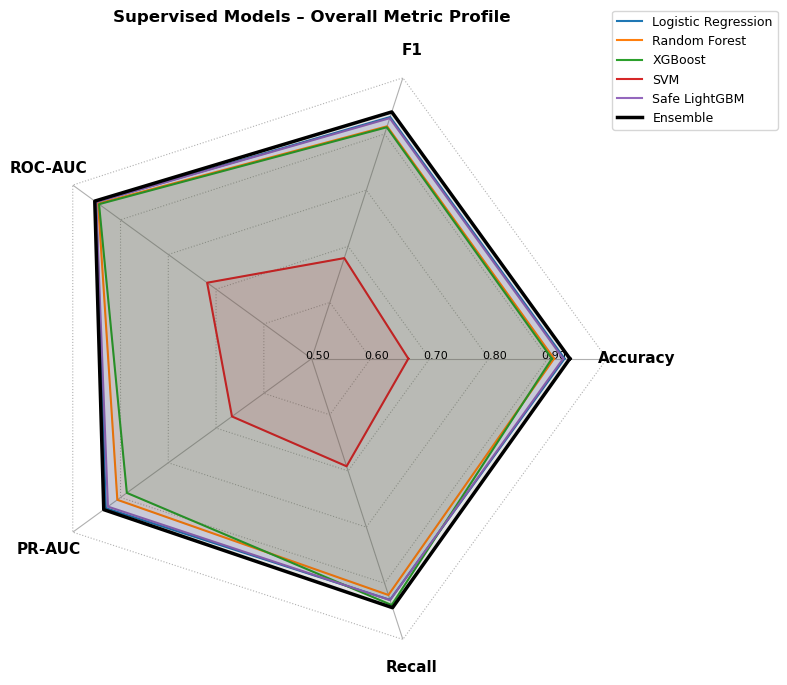 Supervised Models – Overall Metric Profile
Logistic Regression
Random Forest
XGBoost
SVM
Safe LightGBM
Ensemble
F1
ROC-AUC
0.50
0.60
0.70
0.80
Accuracy
PR-AUC
Recall